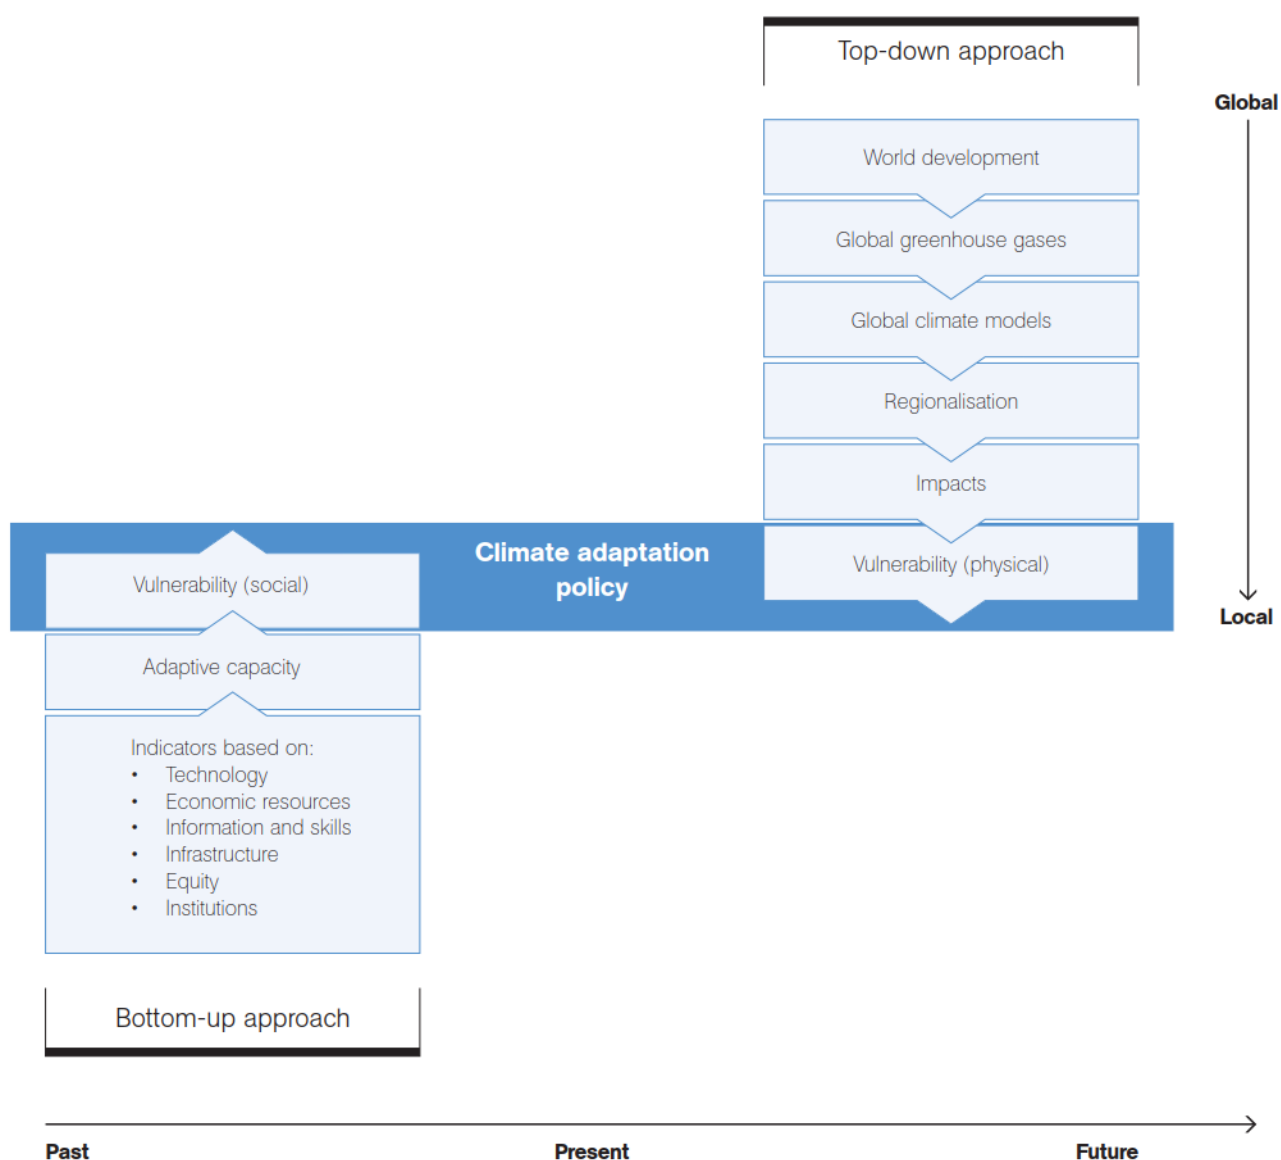 Top-down approach
Global
World development
Global greenhouse gases
Global climate models
Regionalisation
Impacts
Climate adaptation
policy
Vulnerability (physical)
Vulnerability (social)
Local
Adaptive capacity
Indicators based on:
• Technology
• Economic resources
• Information and skills
• Infrastructure
• Equity
• Institutions
Bottom-up approach
Past
Present
Future